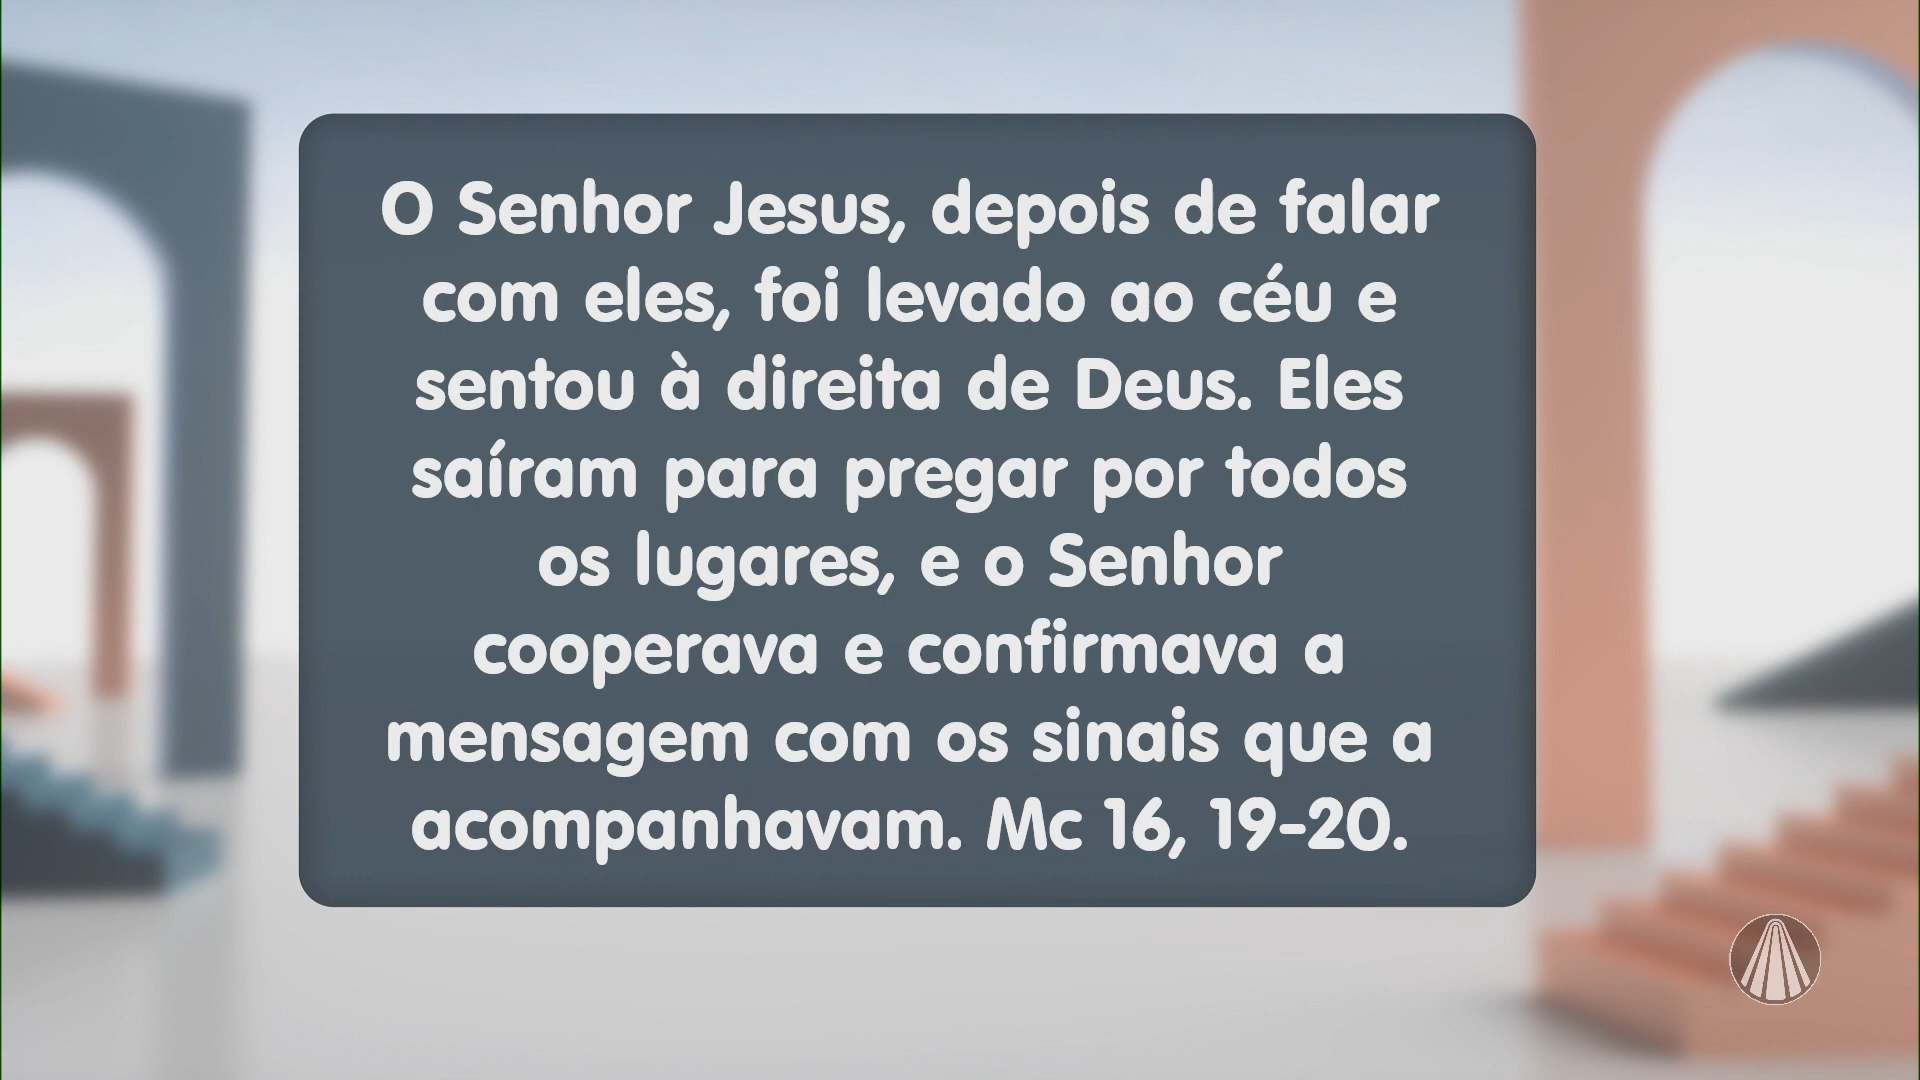 O Senhor Jesus, depois de falar
com eles, foi levado ao céu e
sentou à direita de Deus. Eles
saíram para pregar por todos
os lugares, e o Senhor
cooperava e confirmava a
mensagem com os sinais que a
acompanhavam. Mc 16, 19-20.